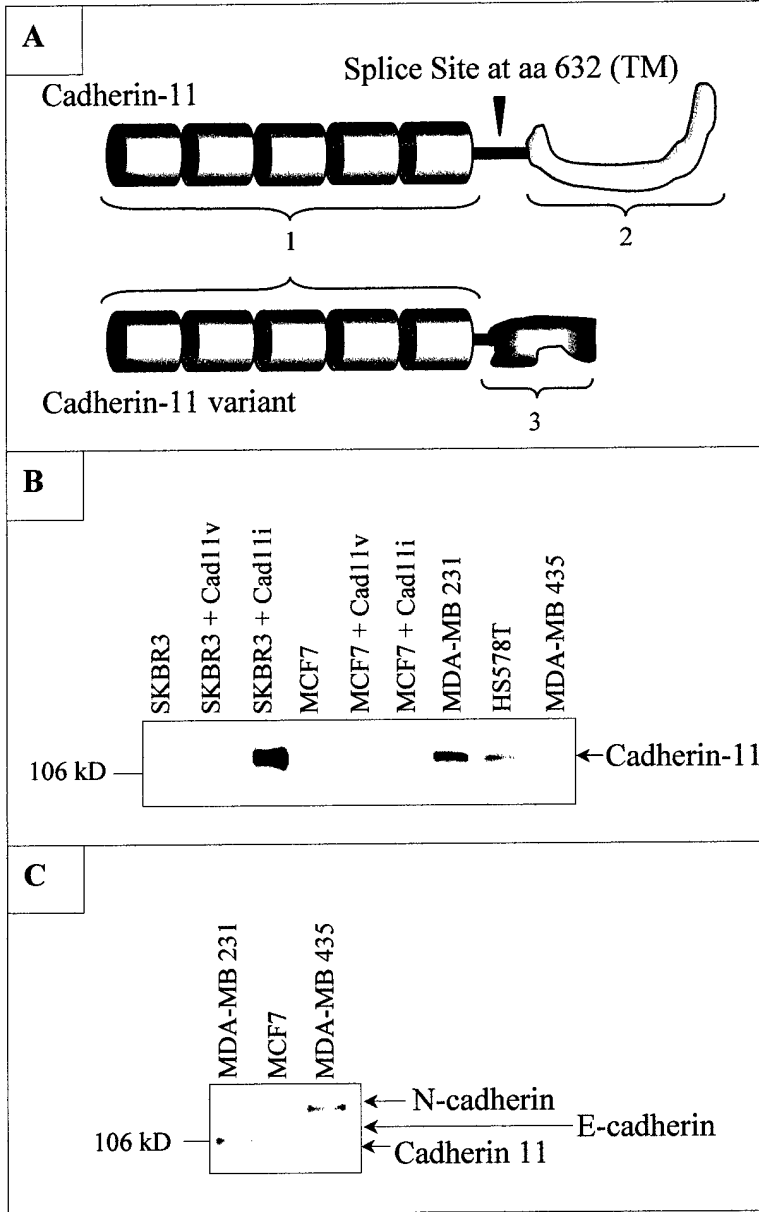 A
Splice Site at aa 632 (TM)
Cadherin-11
1
2
Cadherin-11 variant
3
B
SKBR3
SKBR3 + Cad11v
SKBR3 + Cad11i
MCF7
MCF7 + Cad11v
MCF7 + Cad11i
MDA-MB 231
HS578T
MDA-MB 435
106 kD
Cadherin-11
C
MDA-MB 231
MCF7
MDA-MB 435
N-cadherin
E-cadherin
106 kD
Cadherin 11